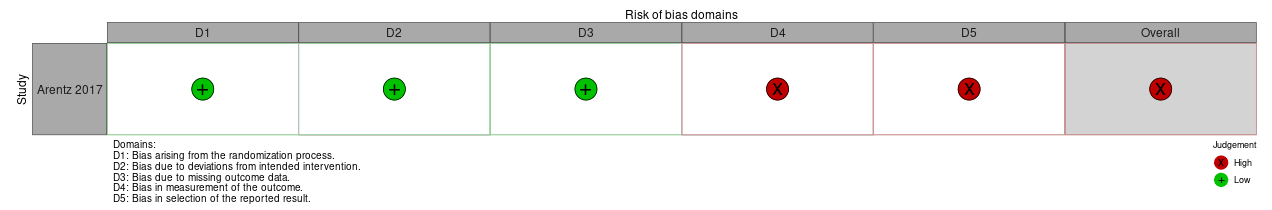 Risk of bias domains
D1 D2 D3 D4 D5 Overall
Study
Arentz 2017 + + + X X X
Domains:
D1: Bias arising from the randomization process.
D2: Bias due to deviations from intended intervention.
D3: Bias due to missing outcome data.
D4: Bias in measurement of the outcome.
D5: Bias in selection of the reported result.
Judgement
X High
+ Low